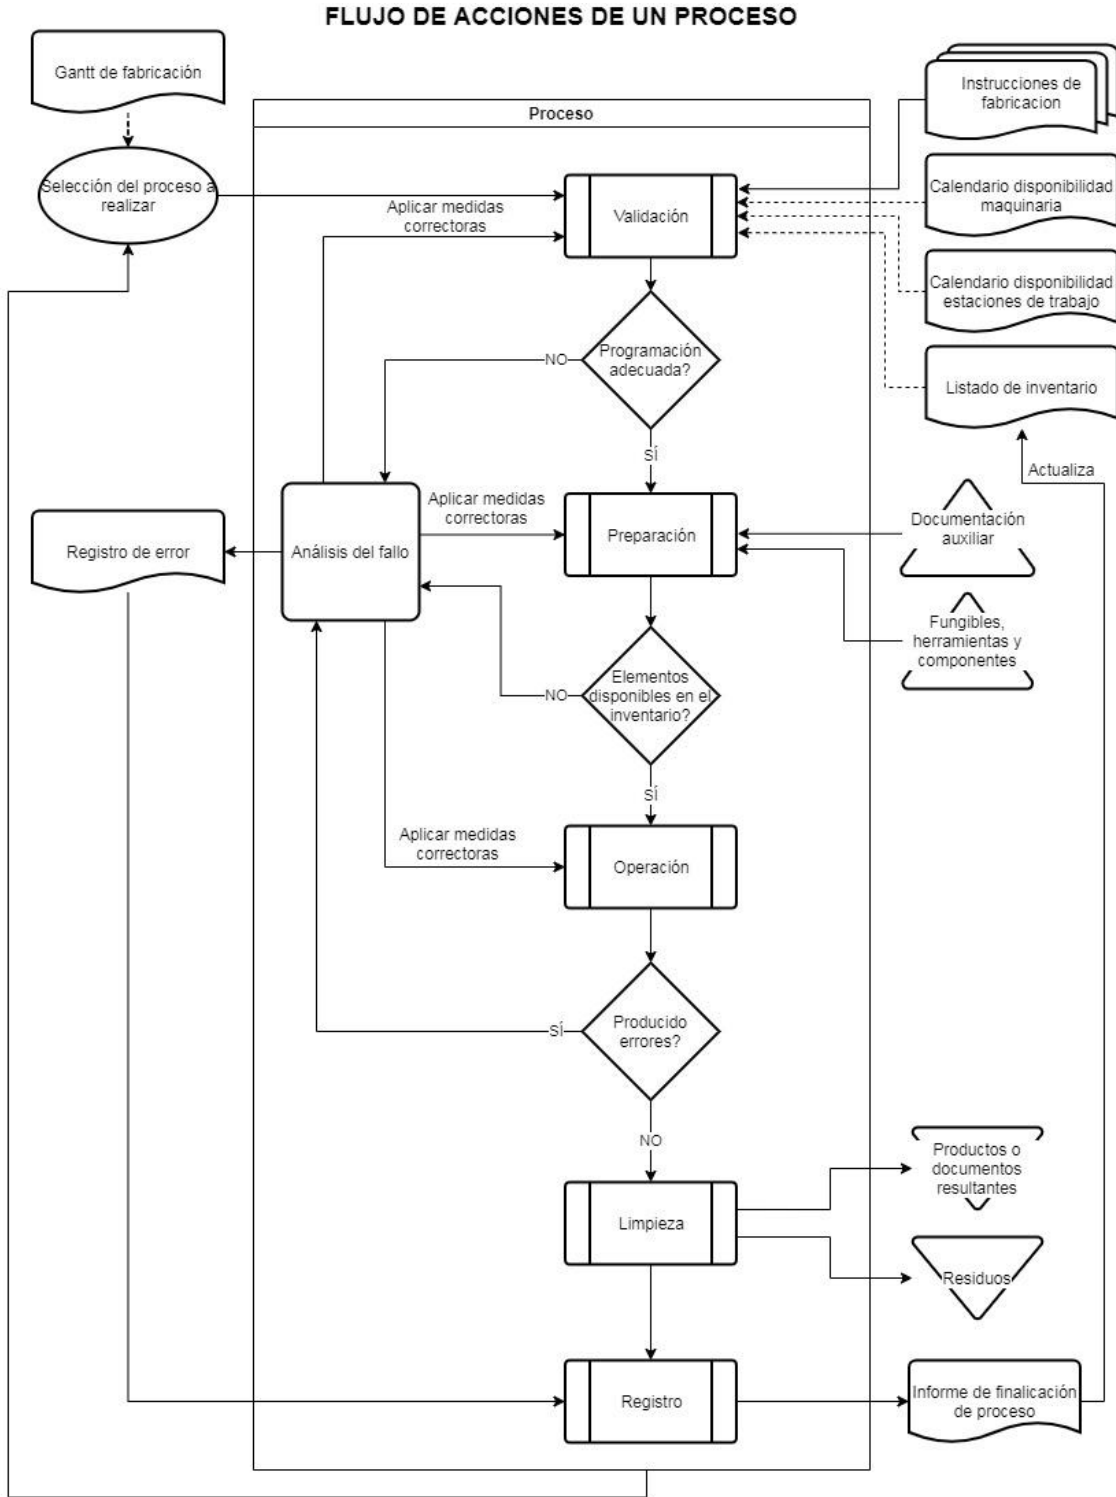 FLUJO DE ACCIONES DE UN PROCESO
Gantt de fabricación
Instrucciones de
fabricacion
Proceso
Selección del proceso a
realizar
Aplicar medidas
correctoras
Validación
Calendario disponibilidad
maquinaria
Calendario disponibilidad
estaciones de trabajo
NO
Programación
adecuada?
Listado de inventario
SÍ
Actualiza
Aplicar medidas
correctoras
Documentación
auxiliar
Registro de error
Análisis del fallo
Preparación
Fungibles,
herramientas y
componentes
NO
Elementos
disponibles en el
inventario?
SÍ
Aplicar medidas
correctoras
Operación
SÍ
Producido
errores?
NO
Productos o
documentos
resultantes
Limpieza
Residuos
Registro
Informe de finalicación
de proceso